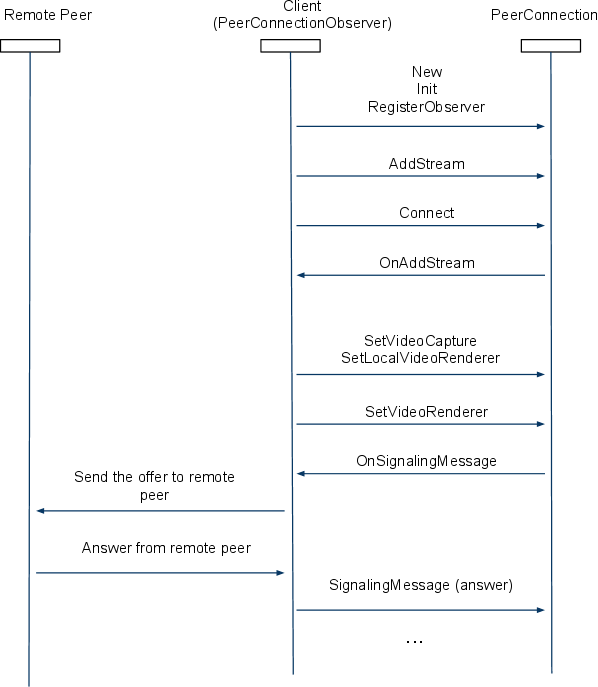 Remote Peer
Client
(PeerConnectionObserver)
PeerConnection
New
Init
RegisterObserver
AddStream
Connect
OnAddStream
SetVideoCapture
SetLocalVideoRenderer
SetVideoRenderer
OnSignalingMessage
Send the offer to remote
peer
Answer from remote peer
SignalingMessage (answer)
...